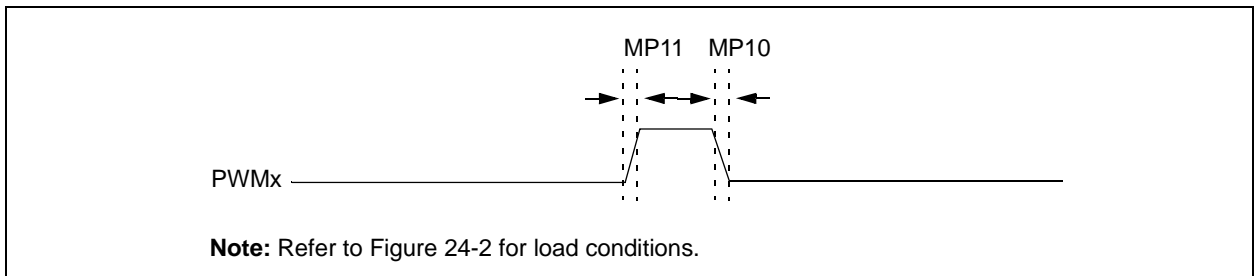 MP11 MP10
PWMx
Note: Refer to Figure 24-2 for load conditions.